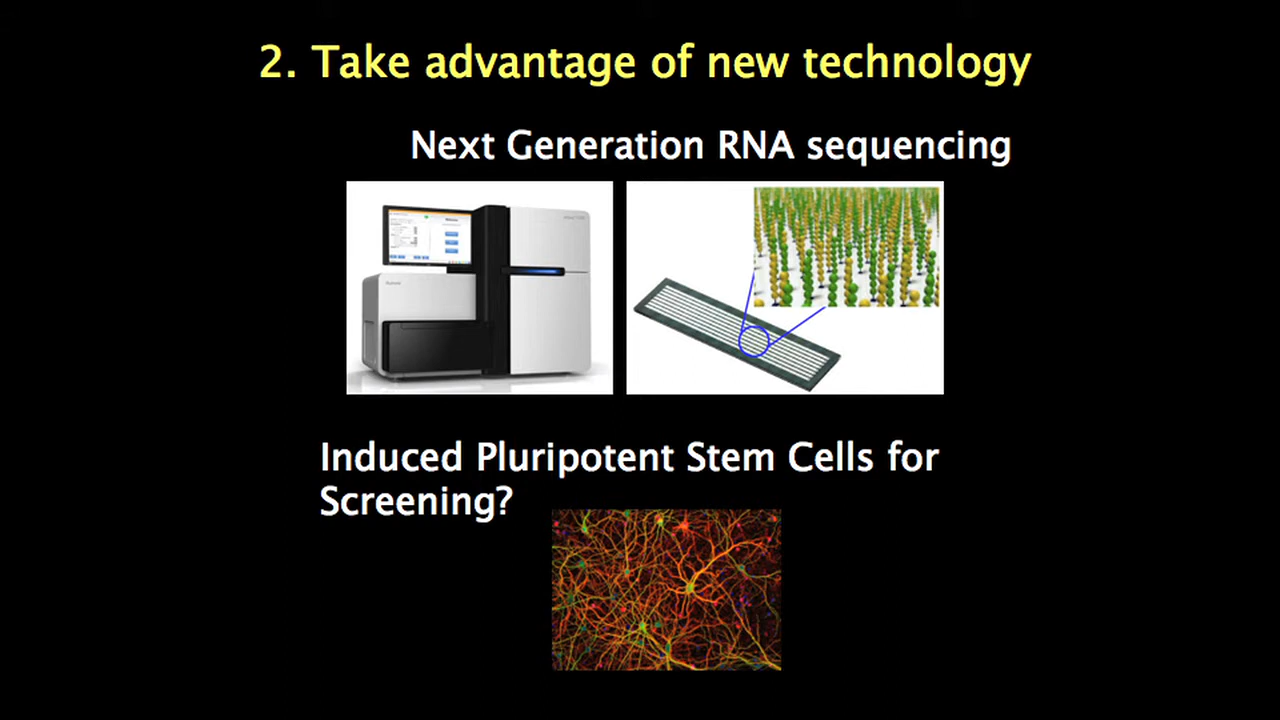 2. Take advantage of new technology
Next Generation RNA sequencing
Induced Pluripotent Stem Cells for
Screening?